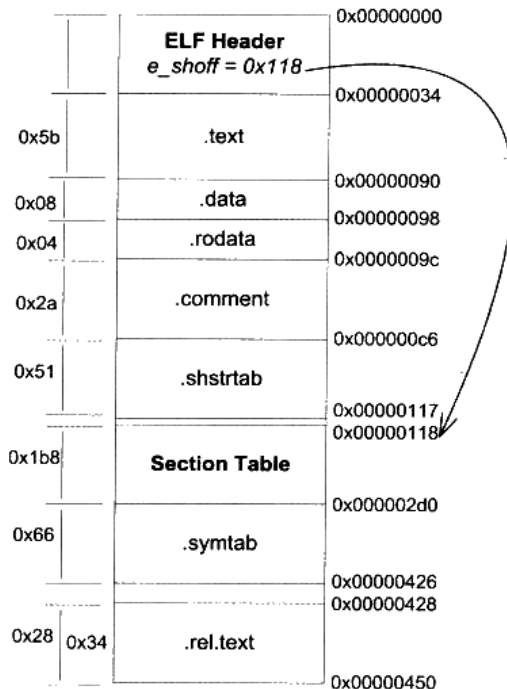 0x00000000
ELF Header
e_shoff = 0x118
0x00000034
0x5b
.text
0x00000090
0x08
.data
0x00000098
0x04
.rodata
0x0000009c
0x2a
.comment
0x000000c6
0x51
.shstrtab
0x00000117
0x00000118
0x1b8
Section Table
0x000002d0
0x66
.symtab
0x00000426
0x00000428
0x28
0x34
.rel.text
0x00000450